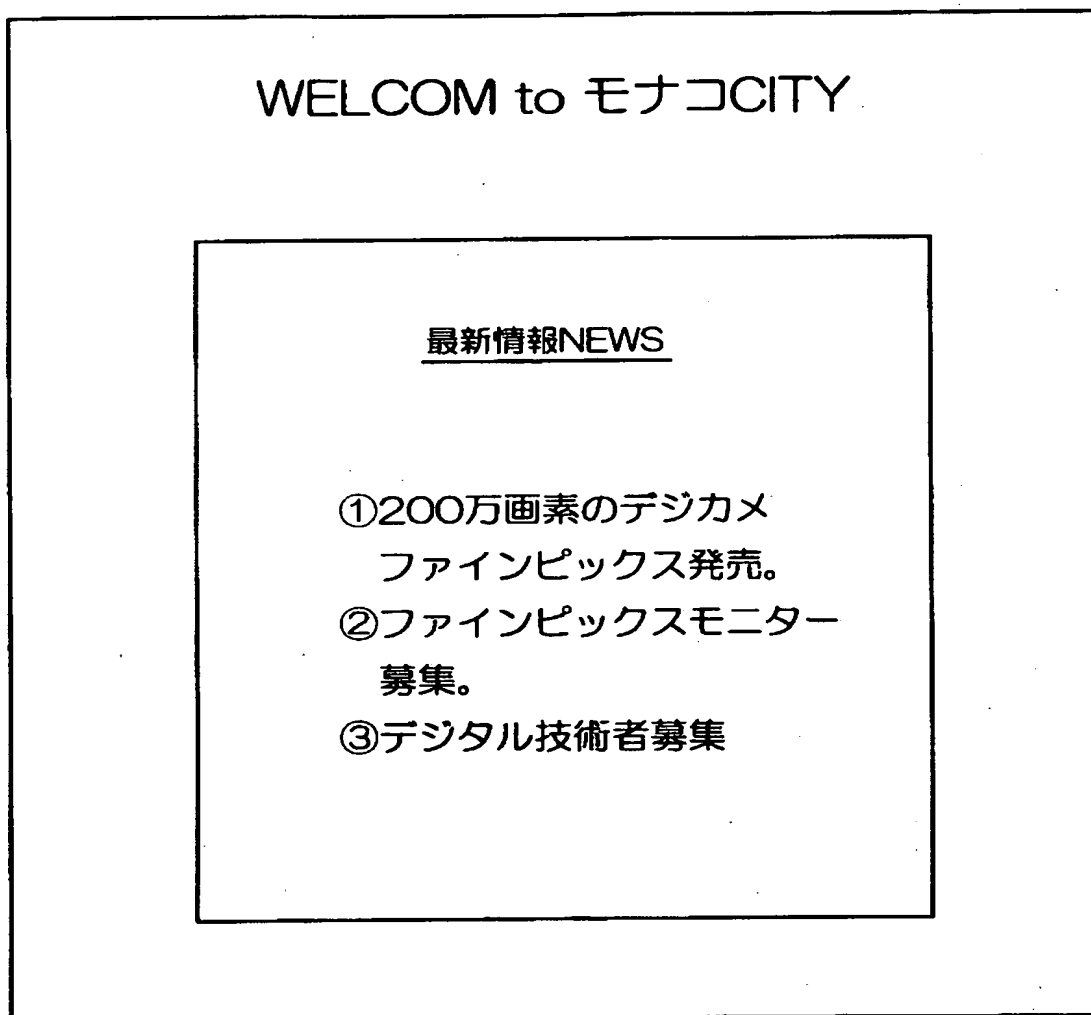 WELCOM to モナコCITY
最新情報NEWS
①200万画素のデジカメ
ファインピックス発売。
②ファインピックスモニター
募集。
③デジタル技術者募集